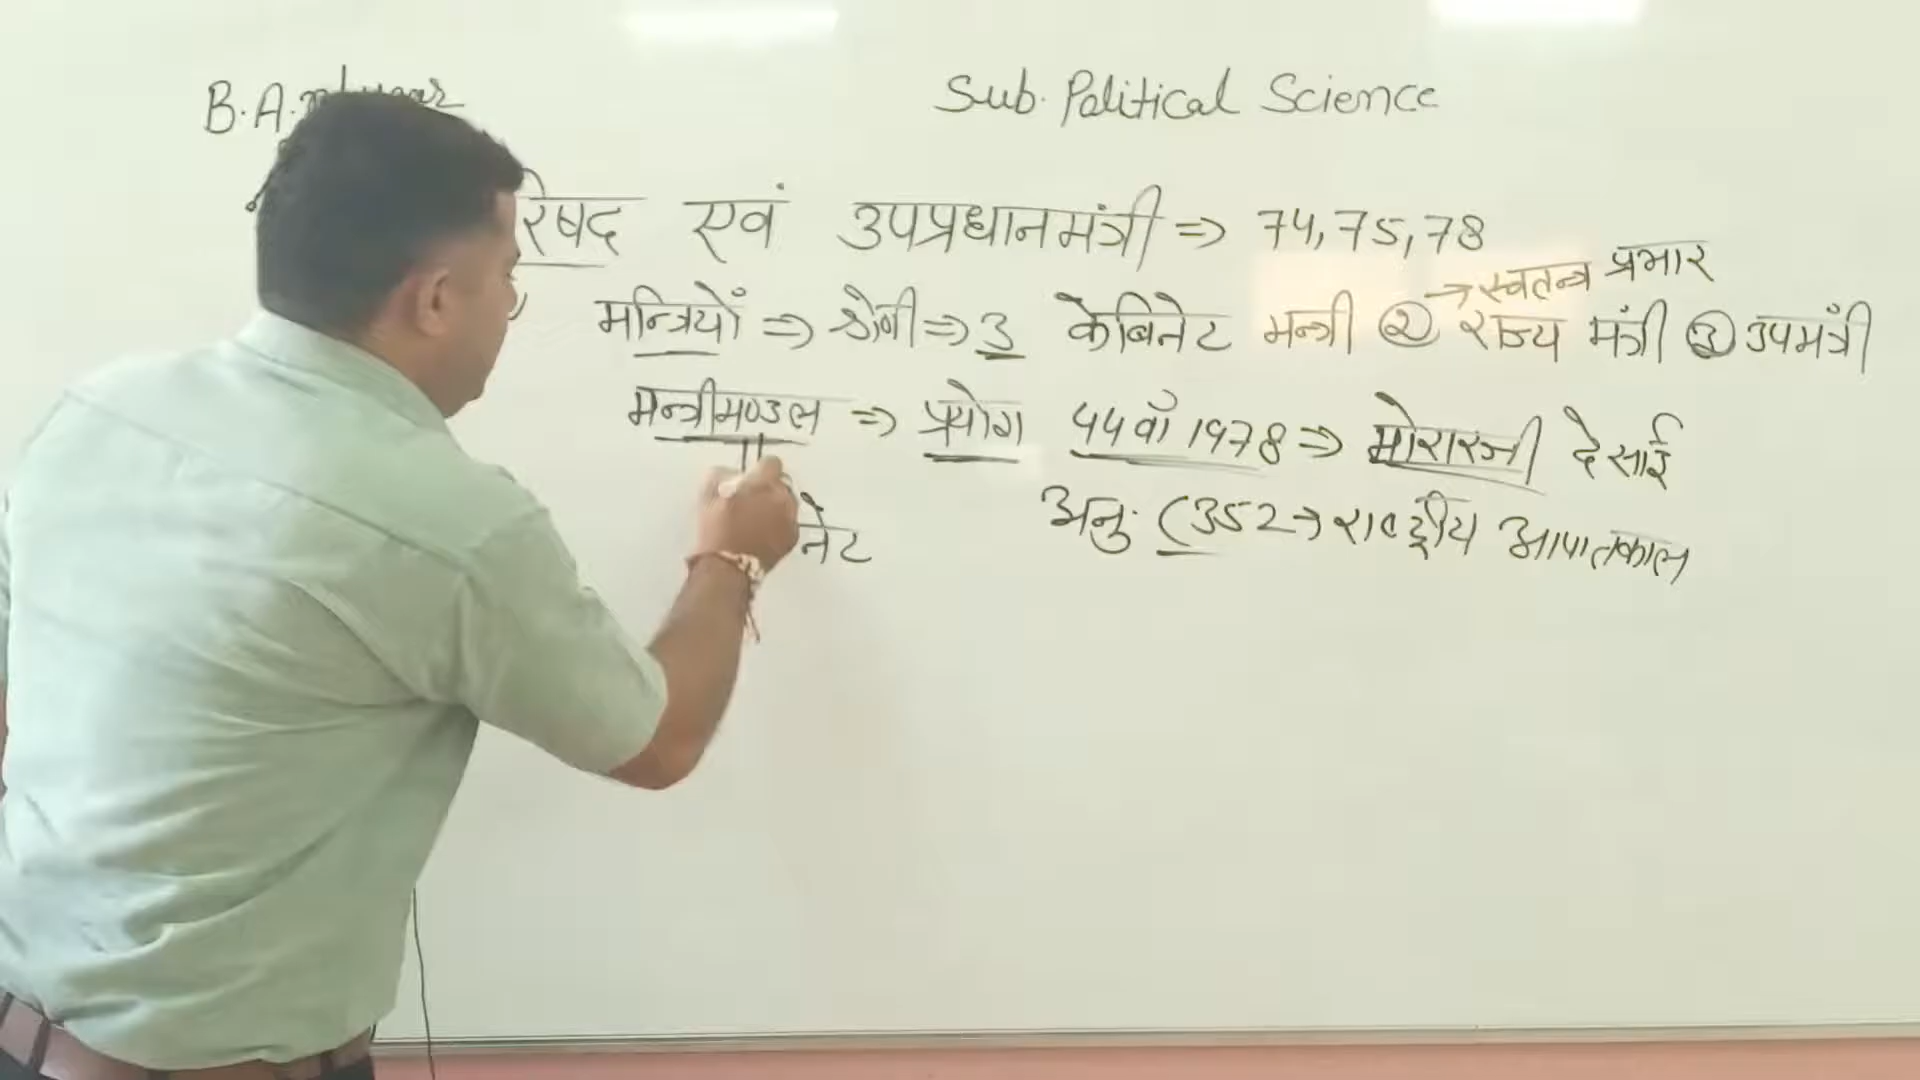 B.A.
Sub. Political Science
रिषद एवं उपप्रधानमंत्री ⇒ 74,75,78
→ स्वतन्त्र प्रभार
मन्त्रियों ⇒ श्रेणी ⇒ 3 केबिनेट मन्त्री ② राज्य मंत्री ③ उपमंत्री
मन्त्रीमण्डल ⇒ प्रयोग 44वाँ 1978 ⇒ मोरारजी देसाई
नेट
अनु. (352 → राष्ट्रीय आपातकाल